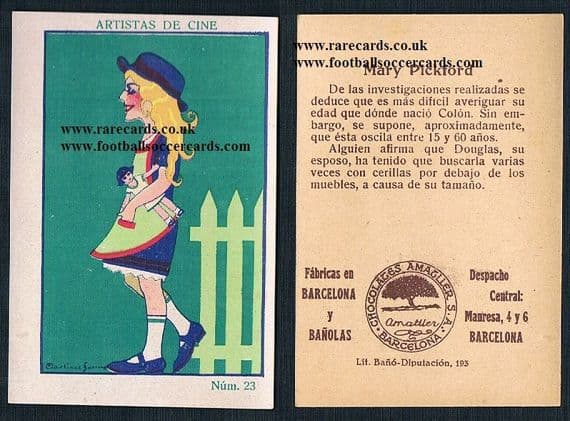 ARTISTAS DE CINE
www.rarecards.co.uk
www.footballsoccercards.com
Núm. 23
www.rarecards.co.uk
www.footballsoccercards.com
Mary Pickford
De las investigaciones realizadas se
deduce que es más difícil averiguar su
edad que dónde nació Colón. Sin em-
bargo, se supone, aproximadamente,
que ésta oscila entre 15 y 60 años.
Alguien afirma que Douglas, su
esposo, ha tenido que buscarla varias
veces con cerillas por debajo de los
muebles, a causa de su tamaño.
Fábricas en
BARCELONA
y
BAÑOLAS
CHOCOLATES AMATLLER S.A.
Amatller
BARCELONA
Despacho
Central:
Manresa, 4 y 6
BARCELONA
Lit. Bañó-Diputación, 193